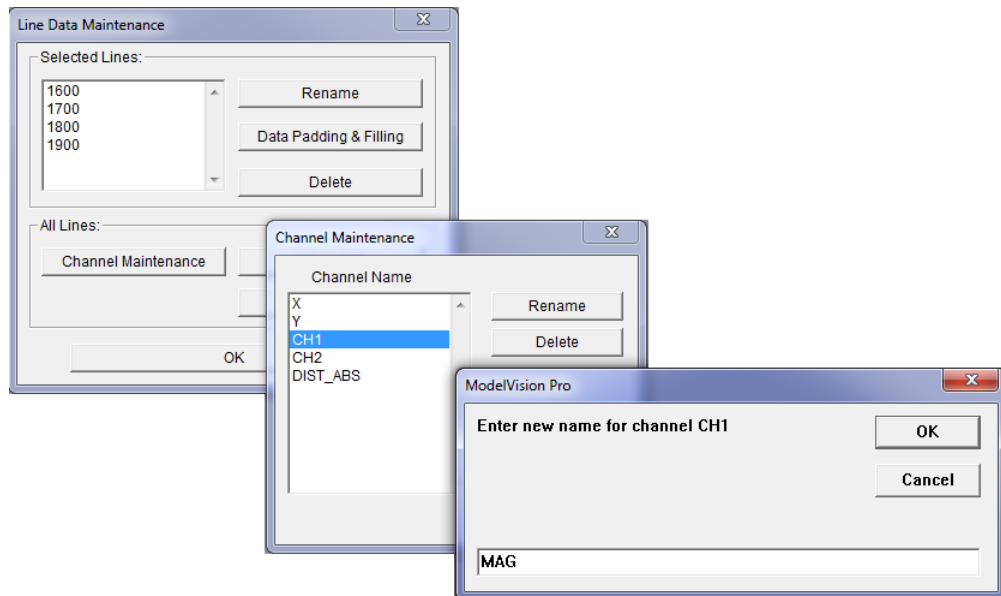 Line Data Maintenance
Selected Lines:
1600
1700
1800
1900
Rename
Data Padding & Filling
Delete
All Lines:
Channel Maintenance
OK
Channel Maintenance
Channel Name
X
Y
CH1
CH2
DIST_ABS
Rename
Delete
ModelVision Pro
Enter new name for channel CH1
OK
Cancel
MAG